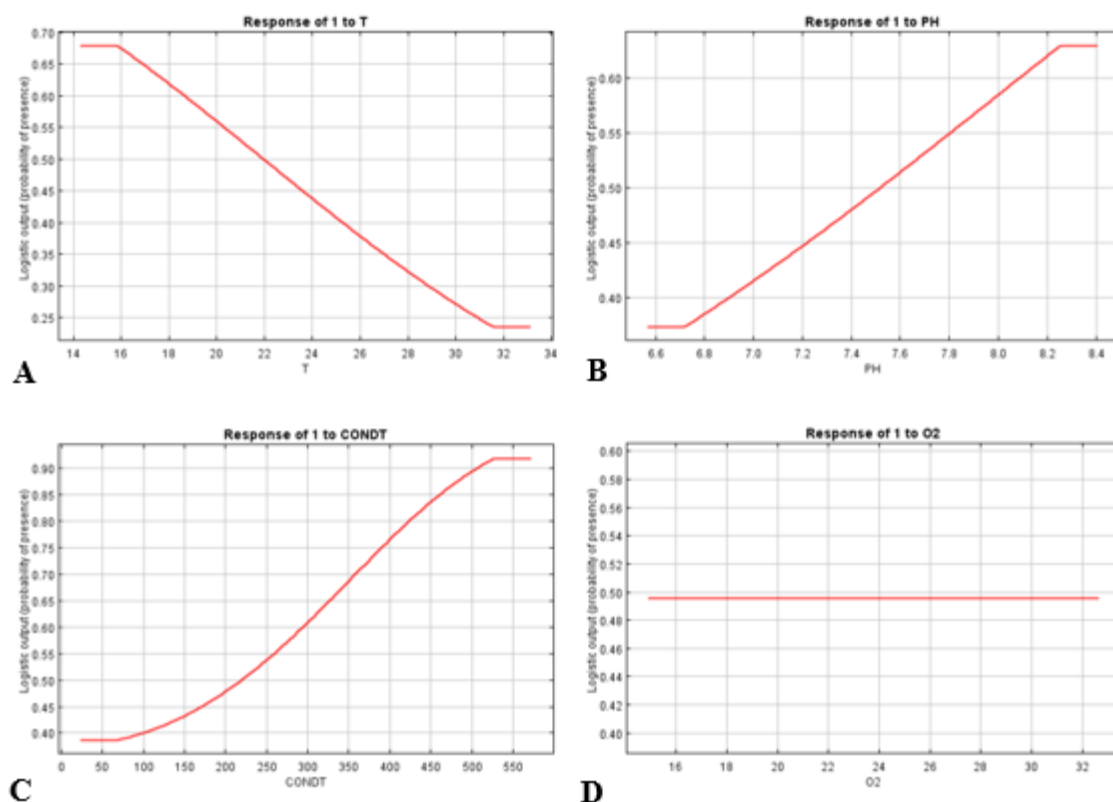 Response of 1 to T
Logistic output (probability of presence)
0.70
0.65
0.60
0.55
0.50
0.45
0.40
0.35
0.30
0.25
14 16 18 20 22 24 26 28 30 32 34
T
A
Response of 1 to PH
Logistic output (probability of presence)
0.60
0.55
0.50
0.45
0.40
6.6 6.8 7.0 7.2 7.4 7.6 7.8 8.0 8.2 8.4
PH
B
Response of 1 to CONDT
Logistic output (probability of presence)
0.90
0.85
0.80
0.75
0.70
0.65
0.60
0.55
0.50
0.45
0.40
0 50 100 150 200 250 300 350 400 450 500 550
CONDT
C
Response of 1 to O2
Logistic output (probability of presence)
0.60
0.58
0.56
0.54
0.52
0.50
0.48
0.46
0.44
0.42
0.40
16 18 20 22 24 26 28 30 32
O2
D